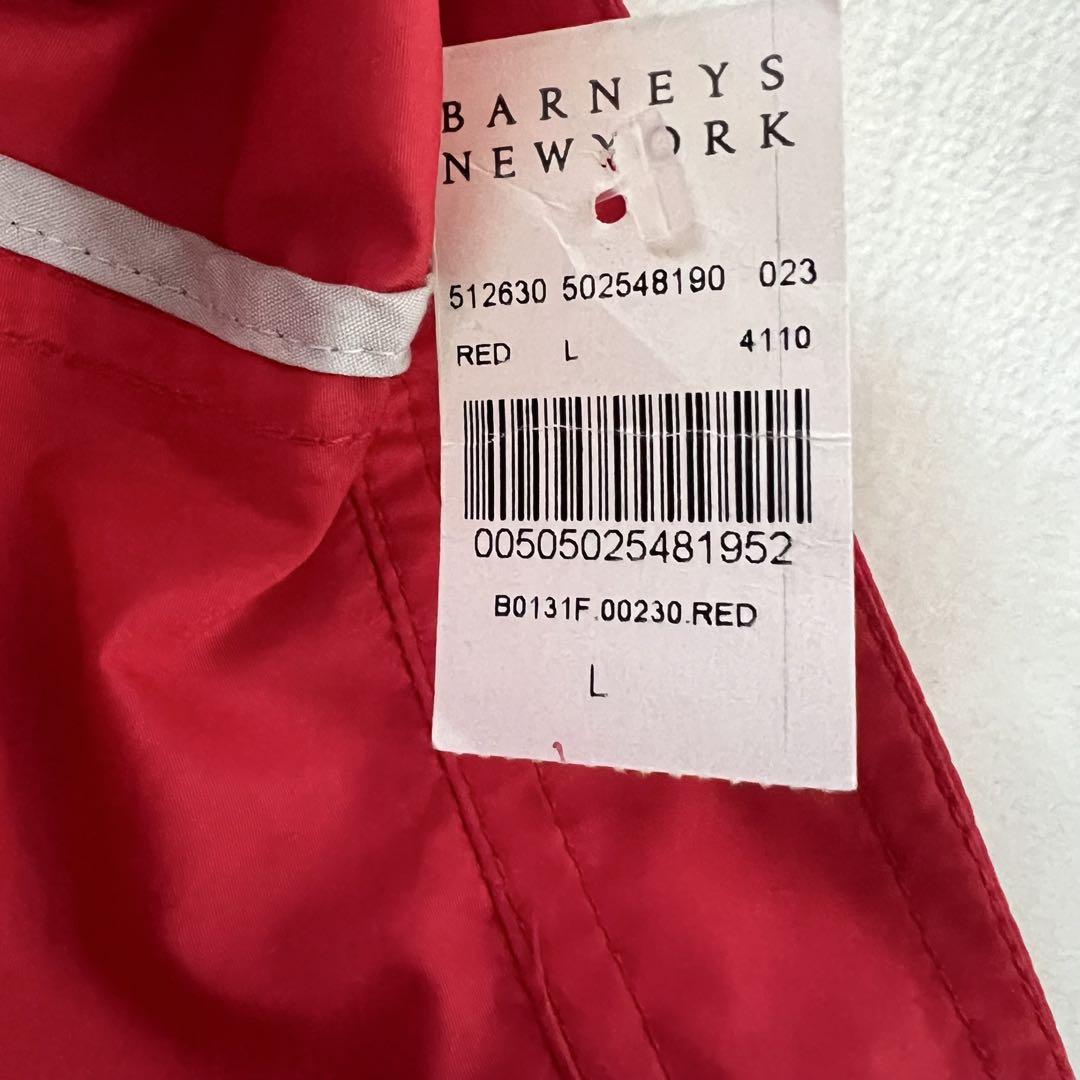 BARNEYS
NEW YORK
512630 502548190 023
RED L 4110
00505025481952
B0131F.00230.RED
L